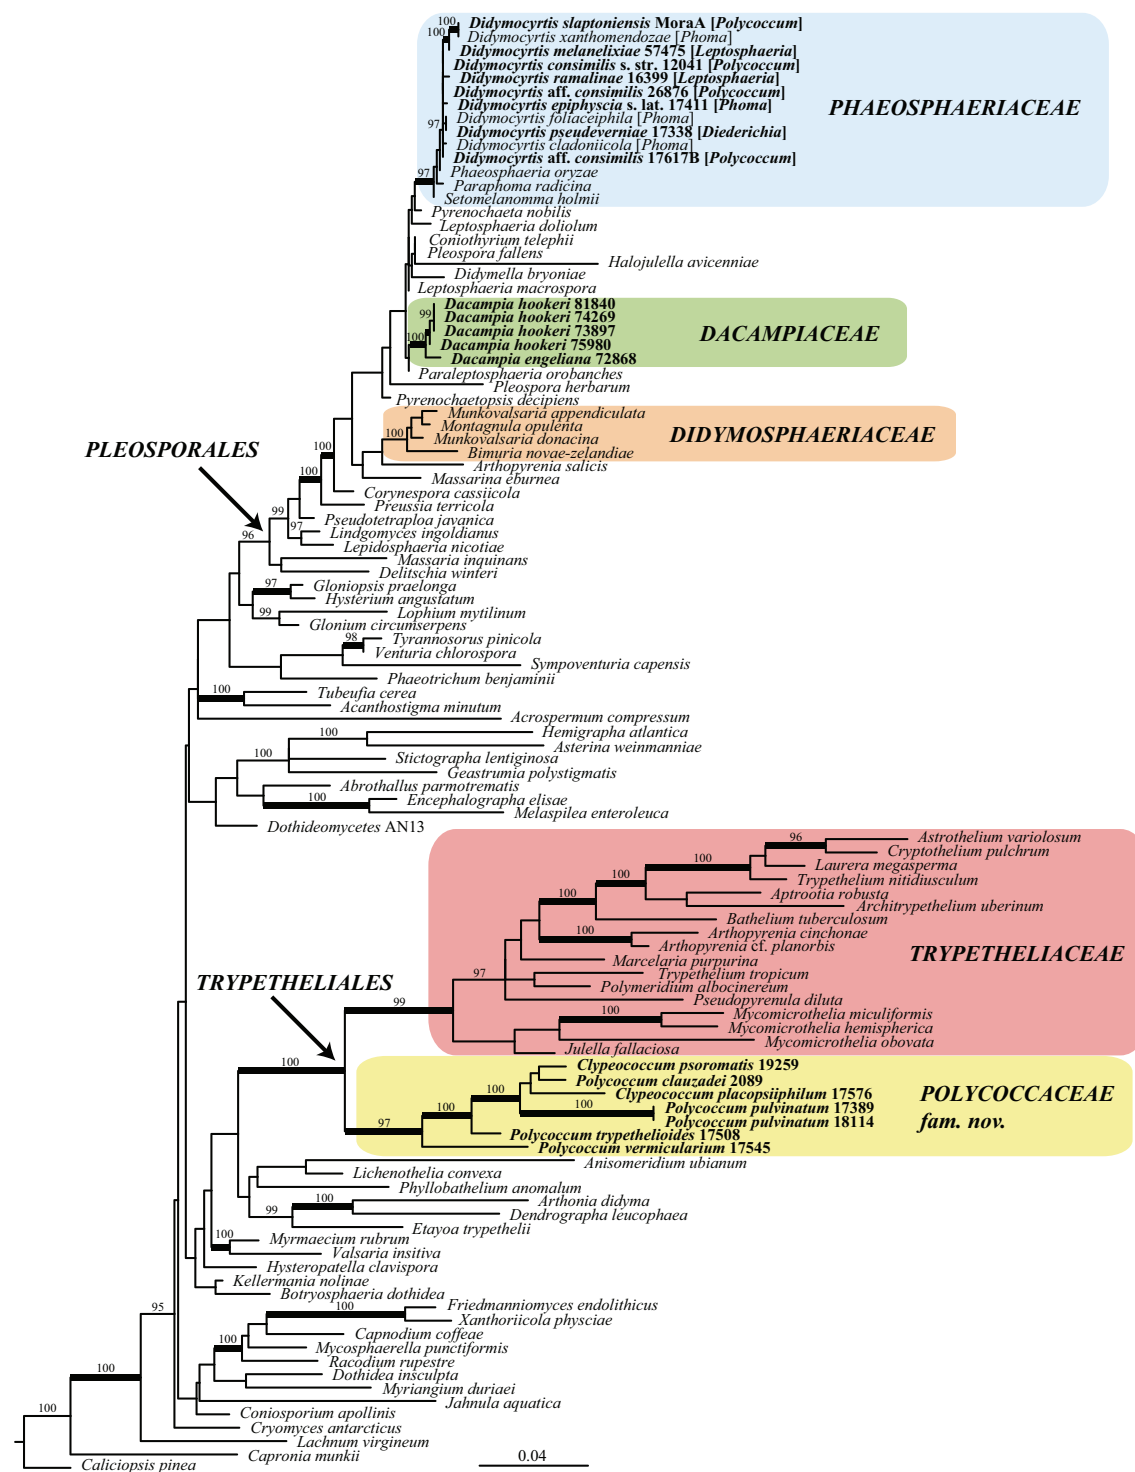 100
Didymocyrtis slaptoniensis MoraA [Polycoccum]
100
Didymocyrtis xanthomendozae [Phoma]
Didymocyrtis melanelixiae 57475 [Leptosphaeria]
Didymocyrtis consimilis s. str. 12041 [Polycoccum]
Didymocyrtis ramalinae 16399 [Leptosphaeria]
Didymocyrtis aff. consimilis 26876 [Polycoccum]
Didymocyrtis epiphyscia s. lat. 17411 [Phoma]
PHAEOSPHAERIACEAE
Didymocyrtis foliaceiphila [Phoma]
97
Didymocyrtis pseudeverniae 17338 [Diederichia]
Didymocyrtis cladoniicola [Phoma]
Didymocyrtis aff. consimilis 17617B [Polycoccum]
97
Phaeosphaeria oryzae
Paraphoma radicina
Setomelanomma holmii
Pyrenochaeta nobilis
Leptosphaeria doliolum
Coniothyrium telephii
Pleospora fallens
Halojulella avicenniae
Didymella bryoniae
Leptosphaeria macrospora
Dacampia hookeri 81840
99
Dacampia hookeri 74269
Dacampia hookeri 73897
DACAMPIACEAE
100
Dacampia hookeri 75980
Dacampia engeliana 72868
Paraleptosphaeria orobanches
Pleospora herbarum
Pyrenochaetopsis decipiens
Munkovalsaria appendiculata
Montagnula opulenta
100
Munkovalsaria donacina
DIDYMOSPHAERIACEAE
Bimuria novae-zelandiae
PLEOSPORALES
100
Arthopyrenia salicis
100
Massarina eburnea
Corynespora cassiicola
Preussia terricola
99
Pseudotetraploa javanica
97
Lindgomyces ingoldianus
96
Lepidosphaeria nicotiae
Massaria inquinans
Delitschia winteri
97
Gloniopsis praelonga
Hysterium angustatum
99
Lophium mytilinum
Glonium circumserpens
98
Tyrannosorus pinicola
Venturia chlorospora
Sympoventuria capensis
Phaeotrichum benjaminii
100
Tubeufia cerea
Acanthostigma minutum
Acrospermum compressum
100
Hemigrapha atlantica
Asterina weinmanniae
100
Stictographa lentiginosa
Geastrumia polystigmatis
Abrothallus parmotrematis
100
Encephalographa elisae
Melaspilea enteroleuca
Dothideomycetes AN13
96
Astrothelium variolosum
Cryptothelium pulchrum
100
Laurera megasperma
100
Trypethelium nitidiusculum
100
Aptrootia robusta
Architrypethelium uberinum
Bathelium tuberculosum
100
Arthopyrenia cinchonae
Arthopyrenia cf. planorbis
TRYPETHELIACEAE
Marcelaria purpurina
97
Trypethelium tropicum
TRYPETHELIALES
Polymeridium albocinereum
99
Pseudopyrenula diluta
100
Mycomicrothelia miculiformis
Mycomicrothelia hemispherica
Mycomicrothelia obovata
Julella fallaciosa
100
Clypeococcum psoromatis 19259
Polycoccum clauzadei 2089
100
Clypeococcum placopsiiphilum 17576
POLYCOCCACEAE
fam. nov.
100
100
Polycoccum pulvinatum 17389
Polycoccum pulvinatum 18114
97
Polycoccum trypethelioides 17508
Polycoccum vermicularium 17545
Anisomeridium ubianum
Lichenothelia convexa
Phyllobathelium anomalum
100
Arthonia didyma
99
Dendrographa leucophaea
Etayoa trypethelii
100
Myrmaecium rubrum
Valsaria insitiva
Hysteropatella clavispora
Kellermania nolinae
Botryosphaeria dothidea
95
100
Friedmanniomyces endolithicus
Xanthoriicola physciae
Capnodium coffeae
100
Mycosphaerella punctiformis
Racodium rupestre
100
Dothidea insculpta
Myriangium duriaei
Jahnula aquatica
100
Coniosporium apollinis
Cryomyces antarcticus
Lachnum virgineum
Capronia munkii
0.04
Caliciopsis pinea